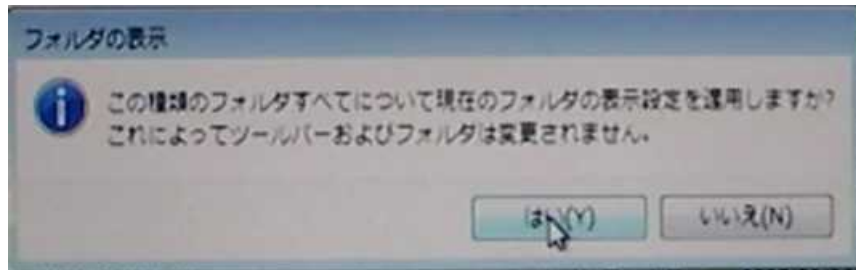 フォルダの表示
この種類のフォルダすべてについて現在のフォルダの表示設定を適用しますか?
これによってツールバーおよびフォルダは変更されません。
はい(Y)
いいえ(N)